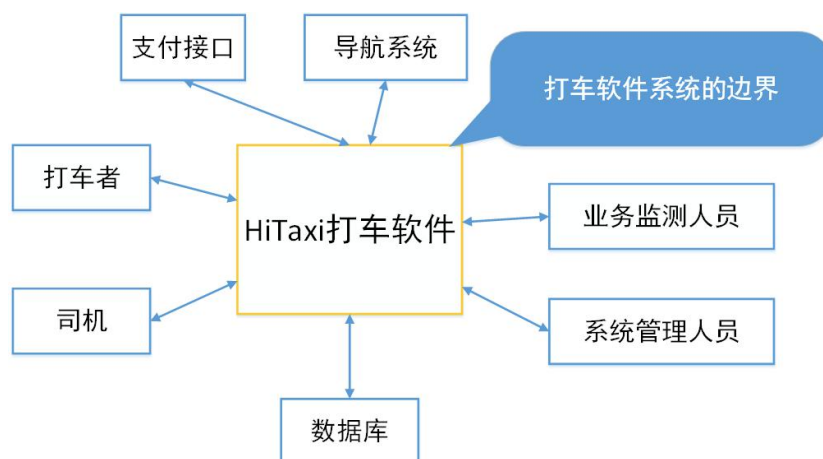 支付接口
导航系统
打车软件系统的边界
打车者
HiTaxi打车软件
业务监测人员
司机
系统管理人员
数据库